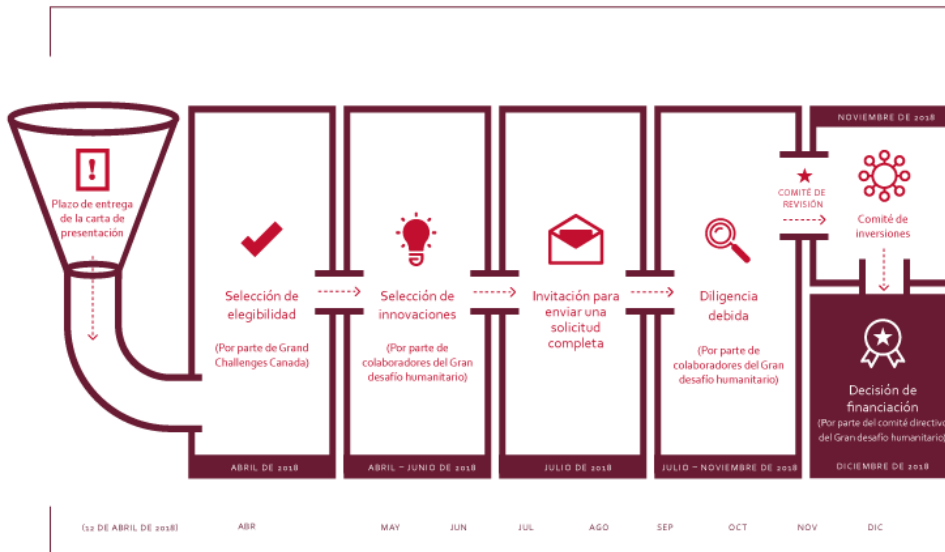 Plazo de entrega
de la carta de
presentación
Selección de
elegibilidad
(Por parte de Grand
Challenges Canada)
ABRIL DE 2018
Selección de
innovaciones
(Por parte de
colaboradores del Gran
desafío humanitario)
ABRIL – JUNIO DE 2018
Invitación para
enviar una
solicitud
completa
JULIO DE 2018
Diligencia
debida
(Por parte de
colaboradores del Gran
desafío humanitario)
JULIO – NOVIEMBRE DE 2018
COMITÉ DE
REVISIÓN
NOVIEMBRE DE 2018
Comité de
inversiones
Decisión de
financiación
(Por parte del comité directivo
del Gran desafío humanitario)
DICIEMBRE DE 2018
(12 DE ABRIL DE 2018) ABR MAY JUN JUL AGO SEP OCT NOV DIC